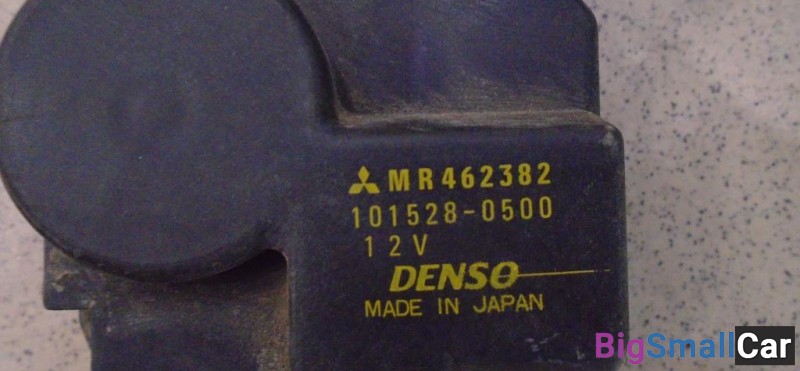 MR462382
101528-0500
12V
DENSO
MADE IN JAPAN
BigSmallCar